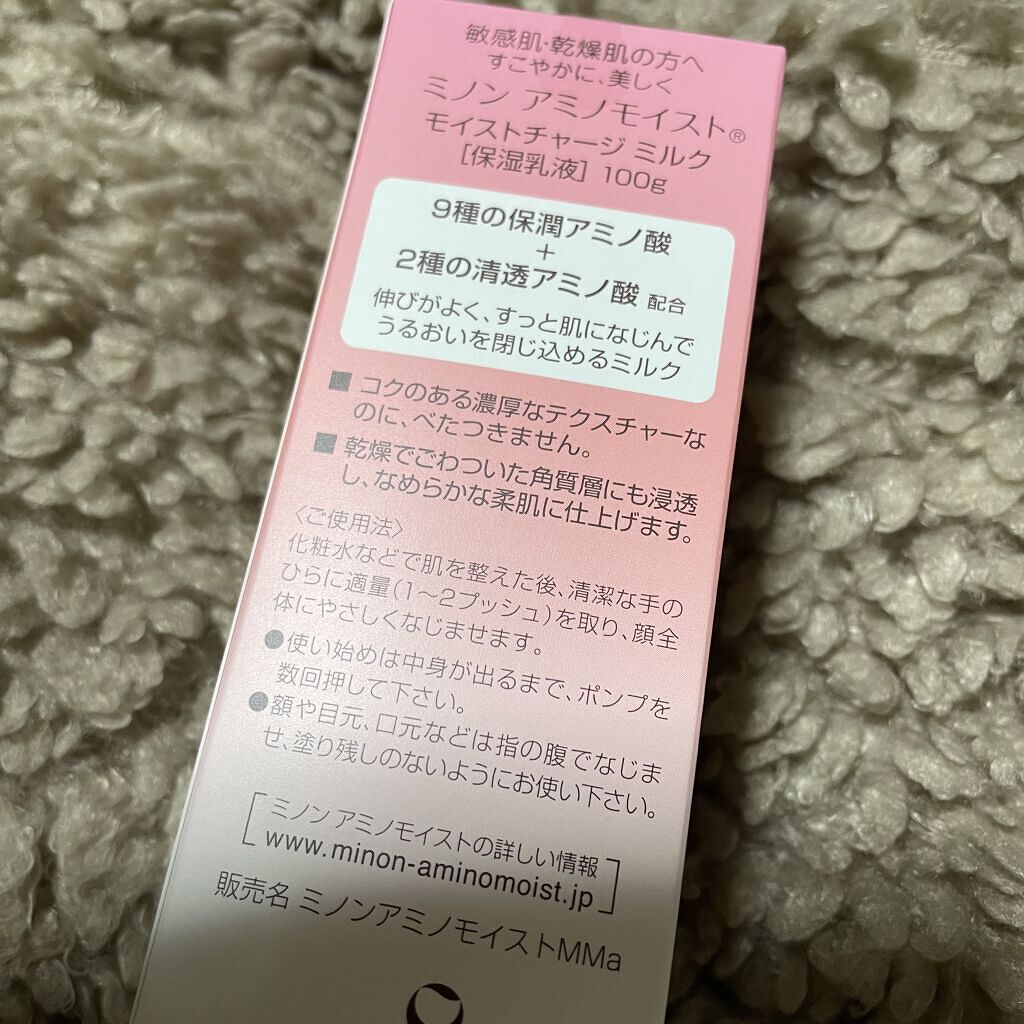 敏感肌・乾燥肌の方へ
すこやかに、美しく
ミノン アミノモイスト®
モイストチャージ ミルク
[保湿乳液] 100g
9種の保潤アミノ酸
+
2種の清透アミノ酸 配合
伸びがよく、すっと肌になじんで
うるおいを閉じ込めるミルク
■ コクのある濃厚なテクスチャーな
のに、べたつきません。
■ 乾燥でごわついた角質層にも浸透
し、なめらかな柔肌に仕上げます。
〈ご使用法〉
化粧水などで肌を整えた後、清潔な手の
ひらに適量(1〜2プッシュ)を取り、顔全
体にやさしくなじませます。
●使い始めは中身が出るまで、ポンプを
数回押して下さい。
●額や目元、口元などは指の腹でなじま
せ、塗り残しのないようにお使い下さい。
ミノン アミノモイストの詳しい情報
www.minon-aminomoist.jp
販売名 ミノンアミノモイストMMa